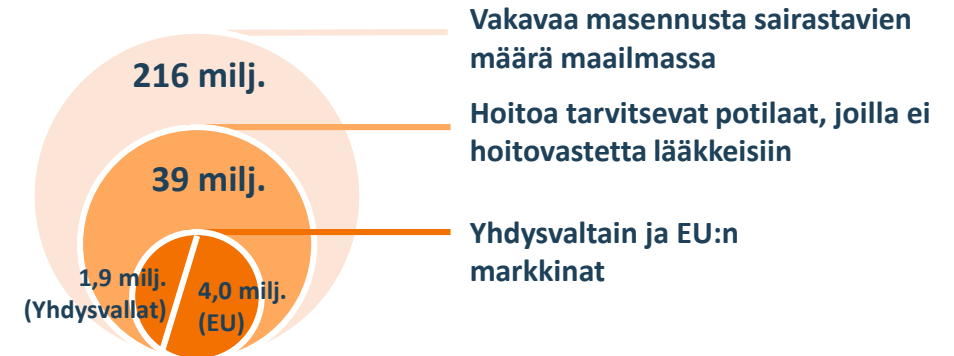 Vakavaa masennusta sairastavien
määrä maailmassa
216 milj.
Hoitoa tarvitsevat potilaat, joilla ei
hoitovastetta lääkkeisiin
39 milj.
Yhdysvaltain ja EU:n
markkinat
1,9 milj.
(Yhdysvallat)
4,0 milj.
(EU)